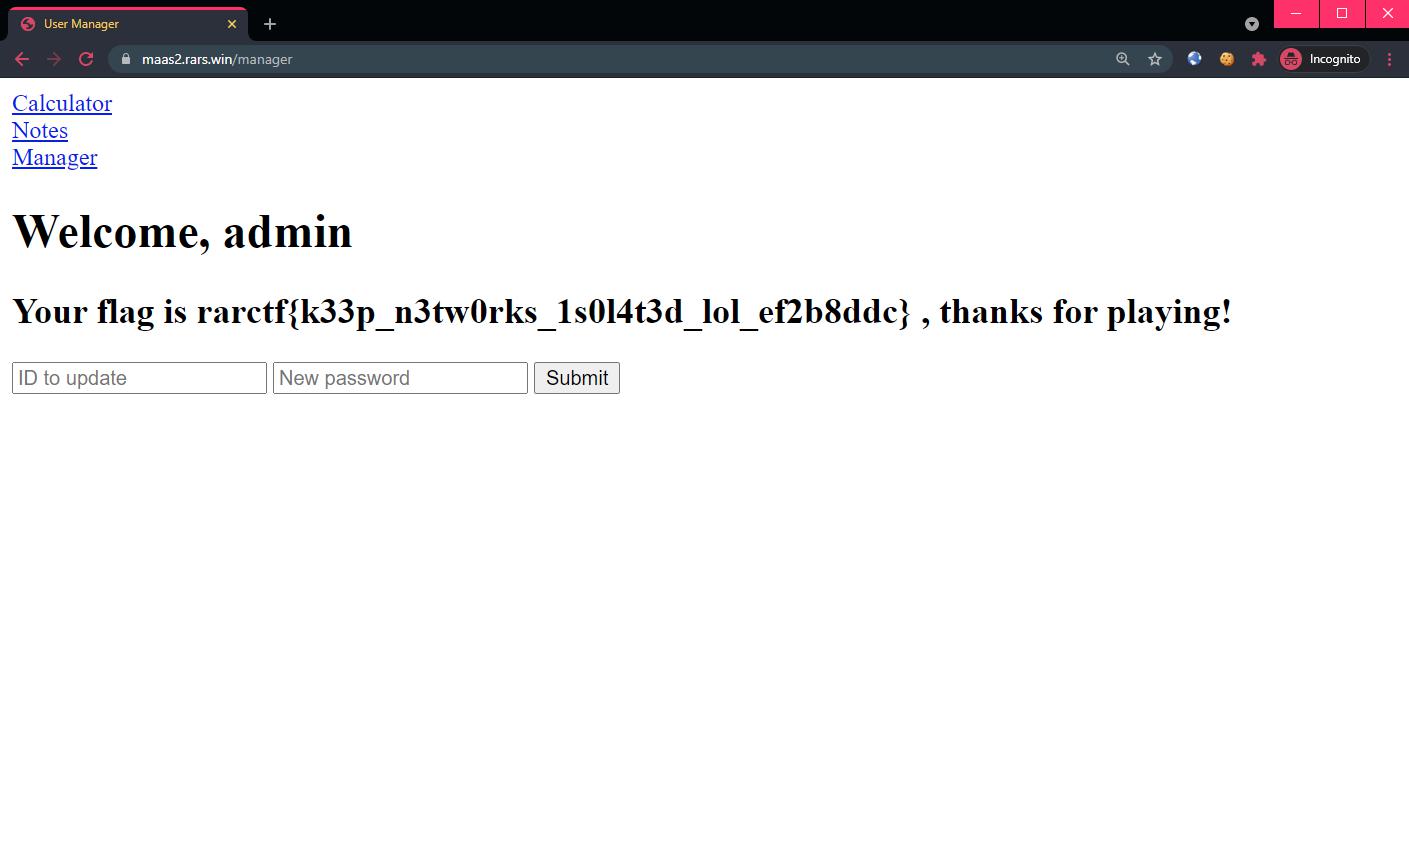 User Manager
maas2.rars.win/manager
Incognito
Calculator
Notes
Manager
Welcome, admin
Your flag is rarctf{k33p_n3tw0rks_1s0l4t3d_lol_ef2b8ddc} , thanks for playing!
ID to update New password Submit